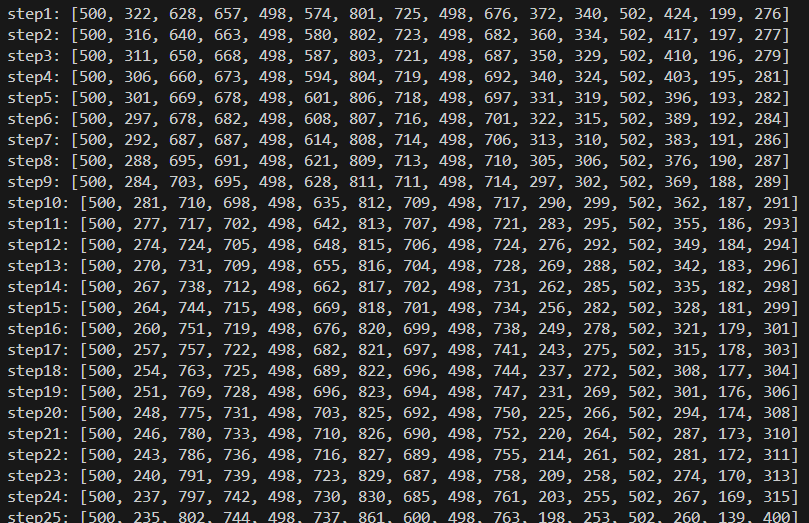 step1: [500, 322, 628, 657, 498, 574, 801, 725, 498, 676, 372, 340, 502, 424, 199, 276]
step2: [500, 316, 640, 663, 498, 580, 802, 723, 498, 682, 360, 334, 502, 417, 197, 277]
step3: [500, 311, 650, 668, 498, 587, 803, 721, 498, 687, 350, 329, 502, 410, 196, 279]
step4: [500, 306, 660, 673, 498, 594, 804, 719, 498, 692, 340, 324, 502, 403, 195, 281]
step5: [500, 301, 669, 678, 498, 601, 806, 718, 498, 697, 331, 319, 502, 396, 193, 282]
step6: [500, 297, 678, 682, 498, 608, 807, 716, 498, 701, 322, 315, 502, 389, 192, 284]
step7: [500, 292, 687, 687, 498, 614, 808, 714, 498, 706, 313, 310, 502, 383, 191, 286]
step8: [500, 288, 695, 691, 498, 621, 809, 713, 498, 710, 305, 306, 502, 376, 190, 287]
step9: [500, 284, 703, 695, 498, 628, 811, 711, 498, 714, 297, 302, 502, 369, 188, 289]
step10: [500, 281, 710, 698, 498, 635, 812, 709, 498, 717, 290, 299, 502, 362, 187, 291]
step11: [500, 277, 717, 702, 498, 642, 813, 707, 498, 721, 283, 295, 502, 355, 186, 293]
step12: [500, 274, 724, 705, 498, 648, 815, 706, 498, 724, 276, 292, 502, 349, 184, 294]
step13: [500, 270, 731, 709, 498, 655, 816, 704, 498, 728, 269, 288, 502, 342, 183, 296]
step14: [500, 267, 738, 712, 498, 662, 817, 702, 498, 731, 262, 285, 502, 335, 182, 298]
step15: [500, 264, 744, 715, 498, 669, 818, 701, 498, 734, 256, 282, 502, 328, 181, 299]
step16: [500, 260, 751, 719, 498, 676, 820, 699, 498, 738, 249, 278, 502, 321, 179, 301]
step17: [500, 257, 757, 722, 498, 682, 821, 697, 498, 741, 243, 275, 502, 315, 178, 303]
step18: [500, 254, 763, 725, 498, 689, 822, 696, 498, 744, 237, 272, 502, 308, 177, 304]
step19: [500, 251, 769, 728, 498, 696, 823, 694, 498, 747, 231, 269, 502, 301, 176, 306]
step20: [500, 248, 775, 731, 498, 703, 825, 692, 498, 750, 225, 266, 502, 294, 174, 308]
step21: [500, 246, 780, 733, 498, 710, 826, 690, 498, 752, 220, 264, 502, 287, 173, 310]
step22: [500, 243, 786, 736, 498, 716, 827, 689, 498, 755, 214, 261, 502, 281, 172, 311]
step23: [500, 240, 791, 739, 498, 723, 829, 687, 498, 758, 209, 258, 502, 274, 170, 313]
step24: [500, 237, 797, 742, 498, 730, 830, 685, 498, 761, 203, 255, 502, 267, 169, 315]
step25: [500, 235, 802, 744, 498, 737, 861, 600, 498, 763, 198, 253, 502, 260, 139, 400]